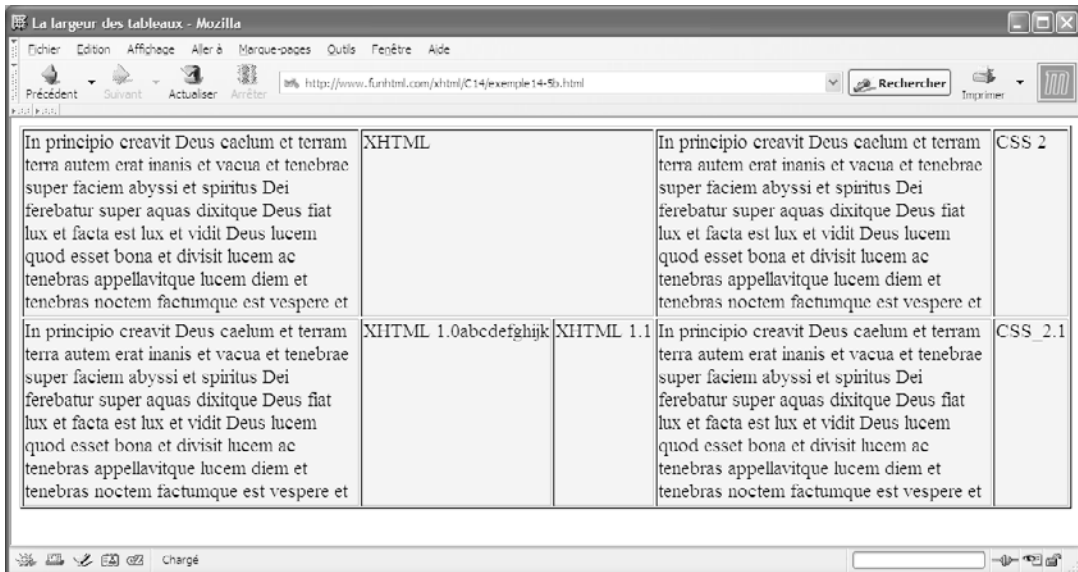 La largeur des tableaux - Mozilla
Fichier Edition Affichage Aller à Marque-pages Outils Fenêtre Aide
http://www.funhtml.com/xhtml/C14/exemple14-5b.html Rechercher
Précédent Suivant Actualiser Arrêter Imprimer
In principio creavit Deus caelum et terram
terra autem erat inanis et vacua et tenebrae
super faciem abyssi et spiritus Dei
ferebatur super aquas dixitque Deus fiat
lux et facta est lux et vidit Deus lucem
quod esset bona et divisit lucem ac
tenebras appellavitque lucem diem et
tenebras noctem factumque est vespere et
XHTML
In principio creavit Deus caelum et terram
terra autem erat inanis et vacua et tenebrae
super faciem abyssi et spiritus Dei
ferebatur super aquas dixitque Deus fiat
lux et facta est lux et vidit Deus lucem
quod esset bona et divisit lucem ac
tenebras appellavitque lucem diem et
tenebras noctem factumque est vespere et
CSS 2
In principio creavit Deus caelum et terram
terra autem erat inanis et vacua et tenebrae
super faciem abyssi et spiritus Dei
ferebatur super aquas dixitque Deus fiat
lux et facta est lux et vidit Deus lucem
quod esset bona et divisit lucem ac
tenebras appellavitque lucem diem et
tenebras noctem factumque est vespere et
XHTML 1.0abcdefghijk
XHTML 1.1
In principio creavit Deus caelum et terram
terra autem erat inanis et vacua et tenebrae
super faciem abyssi et spiritus Dei
ferebatur super aquas dixitque Deus fiat
lux et facta est lux et vidit Deus lucem
quod esset bona et divisit lucem ac
tenebras appellavitque lucem diem et
tenebras noctem factumque est vespere et
CSS_2.1
Chargé